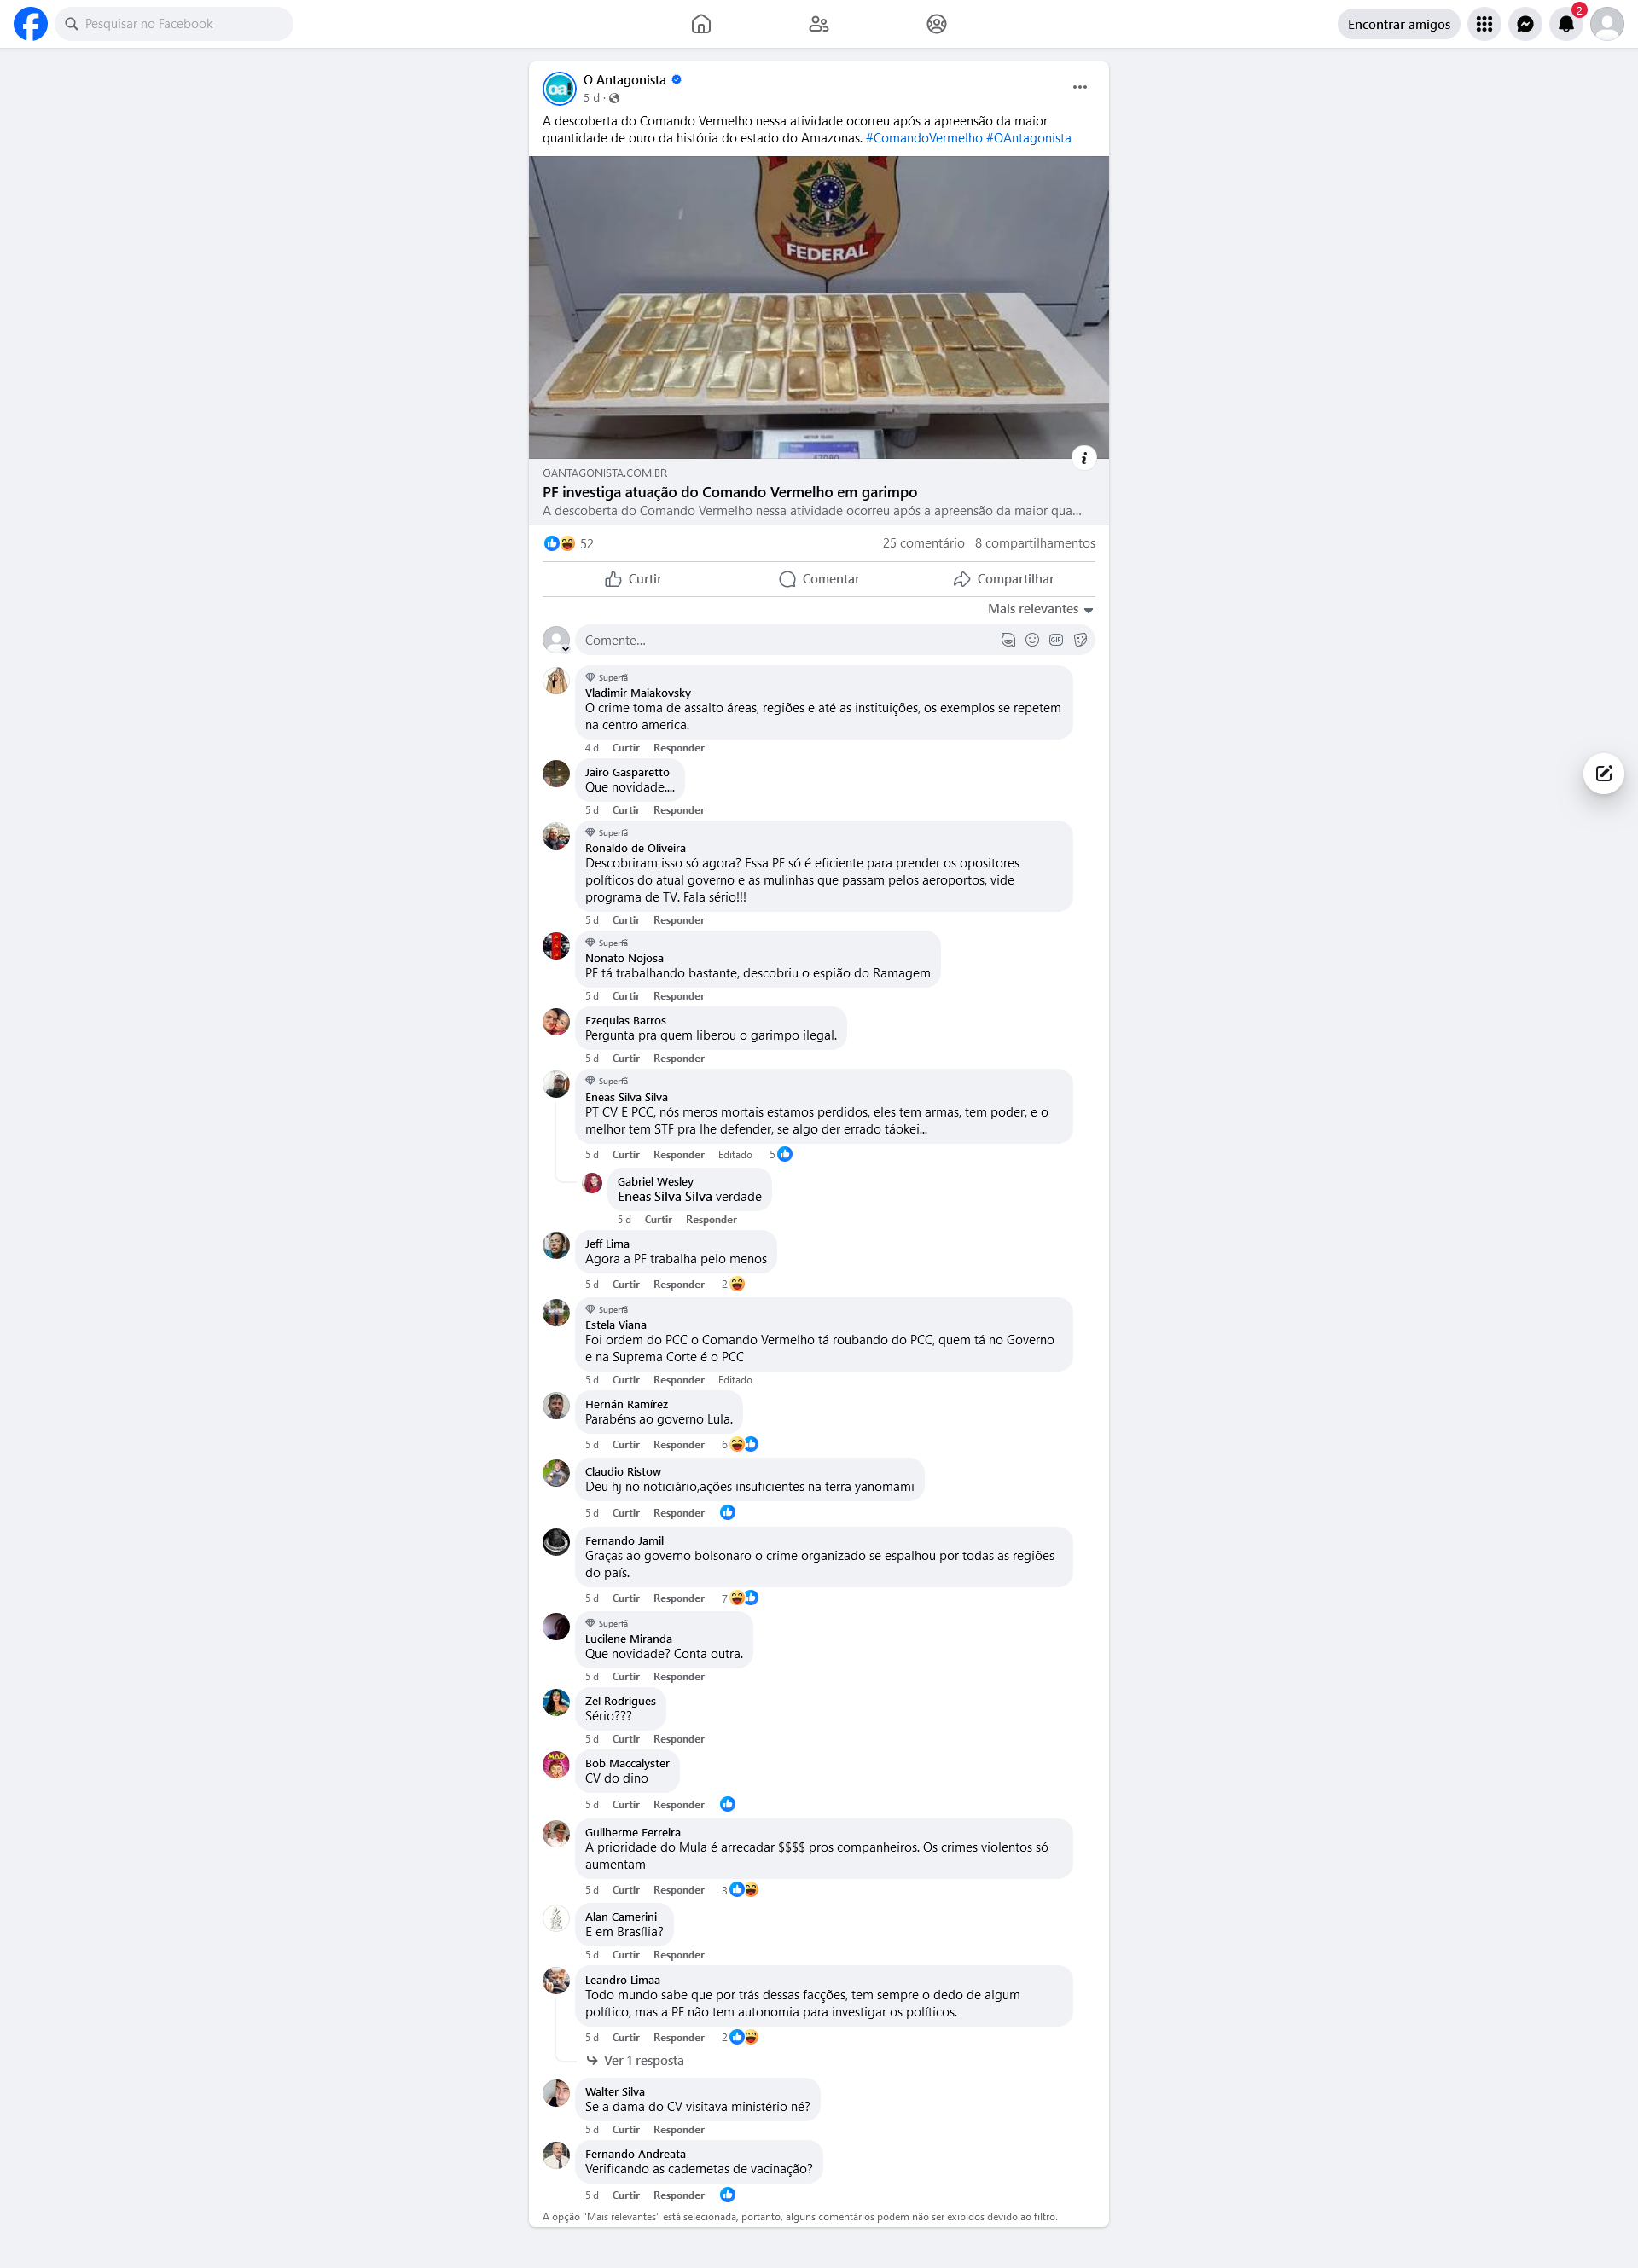 Pesquisar no Facebook
Encontrar amigos
2
O Antagonista
5 d ·
A descoberta do Comando Vermelho nessa atividade ocorreu após a apreensão da maior
quantidade de ouro da história do estado do Amazonas. #ComandoVermelho #OAntagonista
FEDERAL
OANTAGONISTA.COM.BR
PF investiga atuação do Comando Vermelho em garimpo
A descoberta do Comando Vermelho nessa atividade ocorreu após a apreensão da maior qua...
52
25 comentário 8 compartilhamentos
Curtir Comentar Compartilhar
Mais relevantes
Comente...
Superfã
Vladimir Maiakovsky
O crime toma de assalto áreas, regiões e até as instituições, os exemplos se repetem
na centro america.
4 d Curtir Responder
Jairo Gasparetto
Que novidade....
5 d Curtir Responder
Superfã
Ronaldo de Oliveira
Descobriram isso só agora? Essa PF só é eficiente para prender os opositores
políticos do atual governo e as mulinhas que passam pelos aeroportos, vide
programa de TV. Fala sério!!!
5 d Curtir Responder
Superfã
Nonato Nojosa
PF tá trabalhando bastante, descobriu o espião do Ramagem
5 d Curtir Responder
Ezequias Barros
Pergunta pra quem liberou o garimpo ilegal.
5 d Curtir Responder
Superfã
Eneas Silva Silva
PT CV E PCC, nós meros mortais estamos perdidos, eles tem armas, tem poder, e o
melhor tem STF pra lhe defender, se algo der errado táokei...
5 d Curtir Responder Editado 5
Gabriel Wesley
Eneas Silva Silva verdade
5 d Curtir Responder
Jeff Lima
Agora a PF trabalha pelo menos
5 d Curtir Responder 2
Superfã
Estela Viana
Foi ordem do PCC o Comando Vermelho tá roubando do PCC, quem tá no Governo
e na Suprema Corte é o PCC
5 d Curtir Responder Editado
Hernán Ramírez
Parabéns ao governo Lula.
5 d Curtir Responder 6
Claudio Ristow
Deu hj no noticiário,ações insuficientes na terra yanomami
5 d Curtir Responder
Fernando Jamil
Graças ao governo bolsonaro o crime organizado se espalhou por todas as regiões
do país.
5 d Curtir Responder 7
Superfã
Lucilene Miranda
Que novidade? Conta outra.
5 d Curtir Responder
Zel Rodrigues
Sério???
5 d Curtir Responder
Bob Maccalyster
CV do dino
5 d Curtir Responder
Guilherme Ferreira
A prioridade do Mula é arrecadar $$$$ pros companheiros. Os crimes violentos só
aumentam
5 d Curtir Responder 3
Alan Camerini
E em Brasília?
5 d Curtir Responder
Leandro Limaa
Todo mundo sabe que por trás dessas facções, tem sempre o dedo de algum
político, mas a PF não tem autonomia para investigar os políticos.
5 d Curtir Responder 2
Ver 1 resposta
Walter Silva
Se a dama do CV visitava ministério né?
5 d Curtir Responder
Fernando Andreata
Verificando as cadernetas de vacinação?
5 d Curtir Responder
A opção "Mais relevantes" está selecionada, portanto, alguns comentários podem não ser exibidos devido ao filtro.